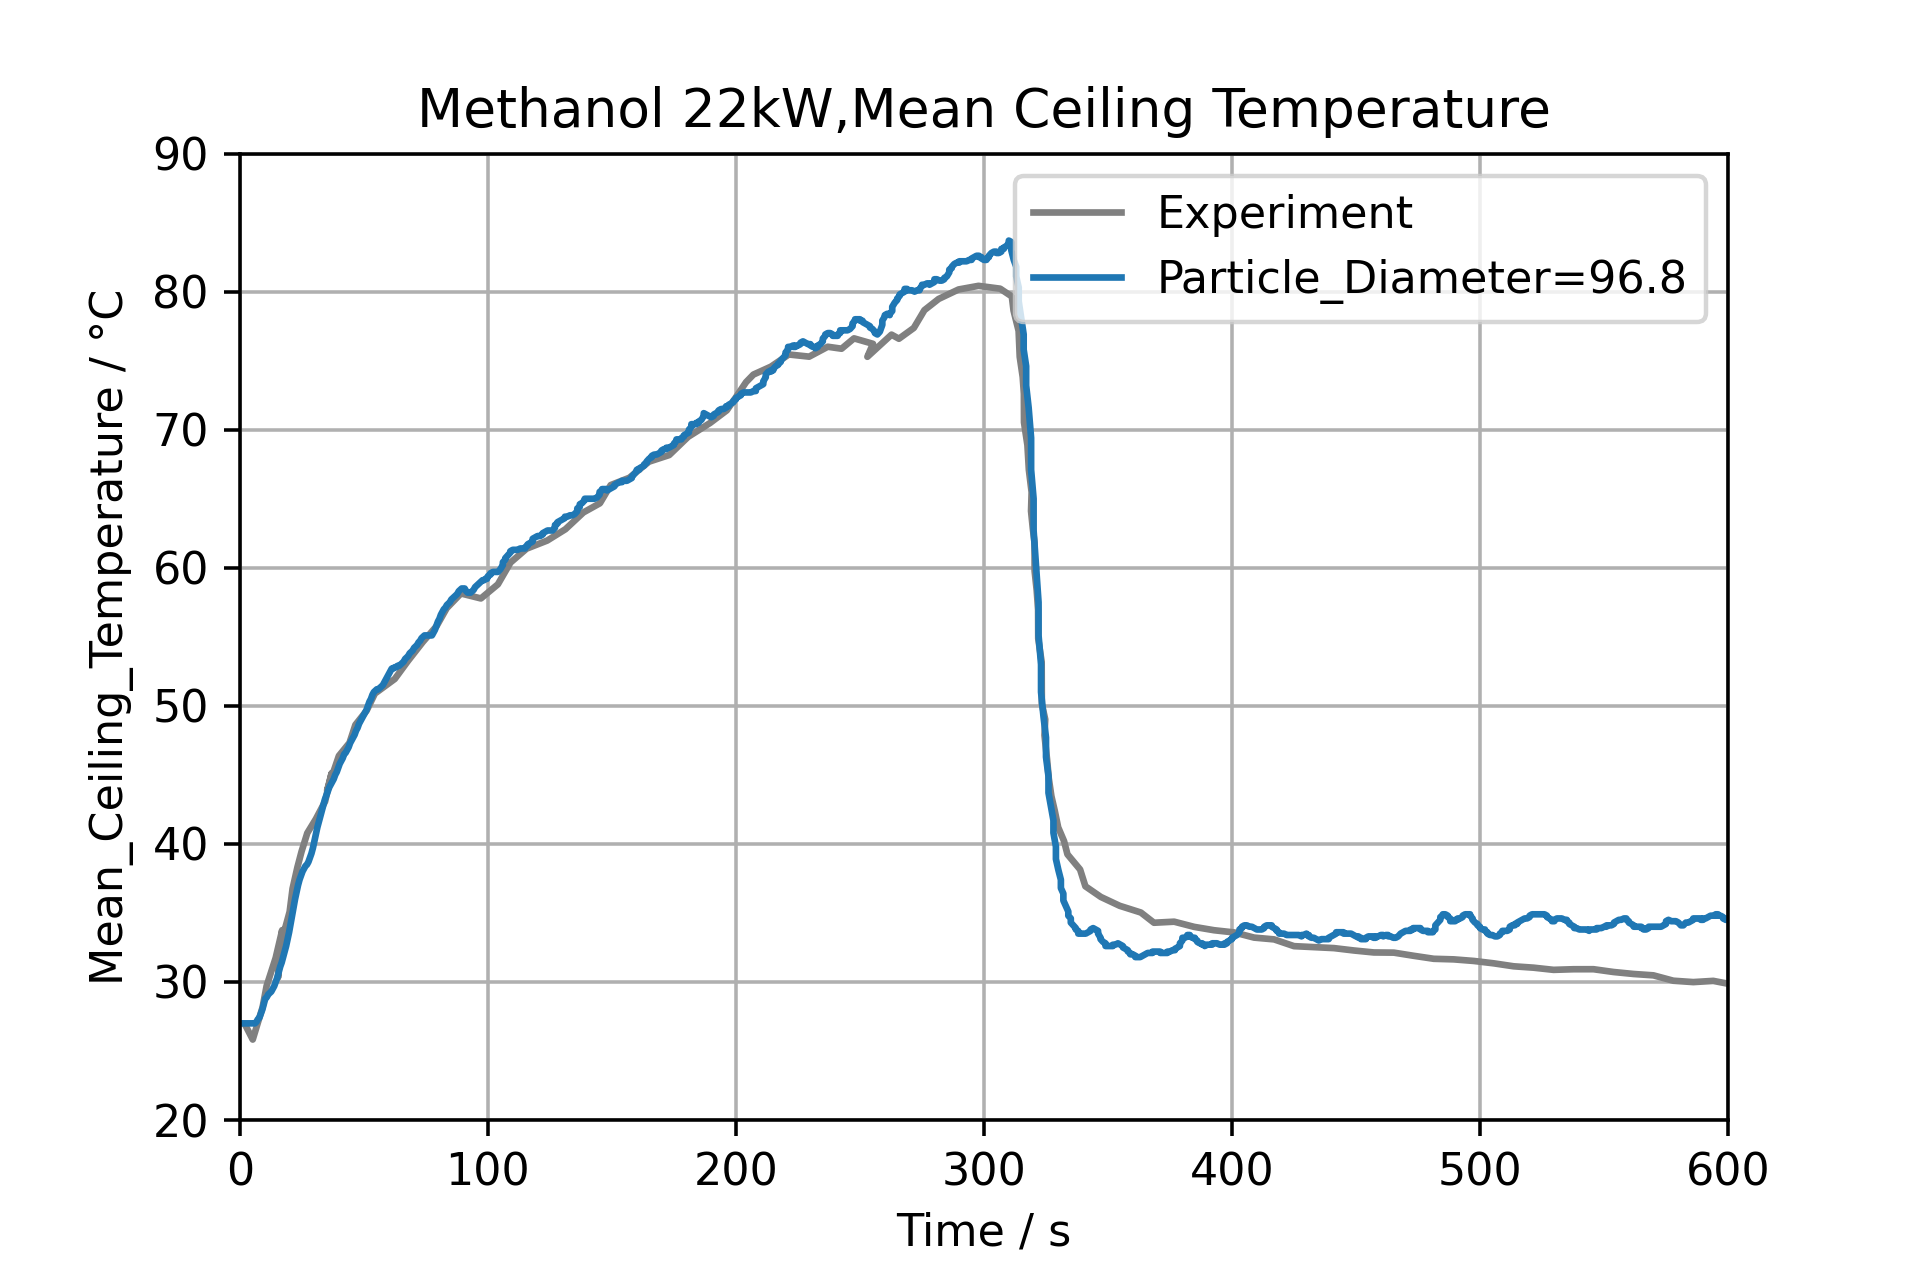 Methanol 22kW,Mean Ceiling Temperature
Experiment
Particle_Diameter=96.8
Mean_Ceiling_Temperature / °C
90
80
70
60
50
40
30
20
0 100 200 300 400 500 600
Time / s